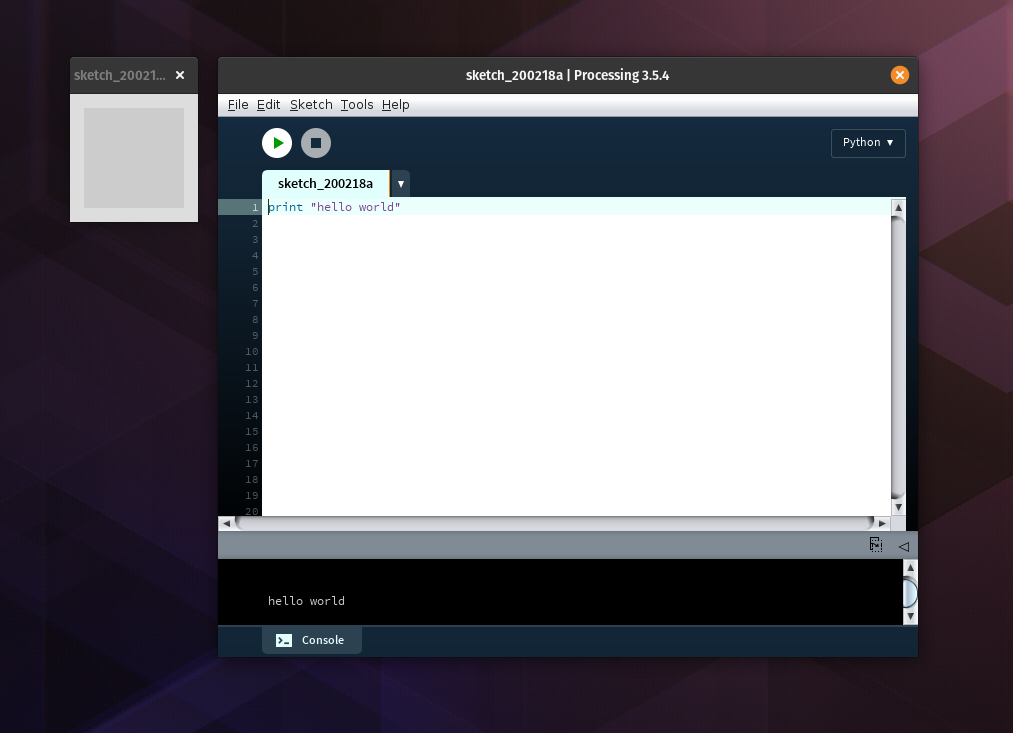 sketch_20021...
sketch_200218a | Processing 3.5.4
File Edit Sketch Tools Help
Python
sketch_200218a
1 print "hello world"
2
3
4
5
6
7
8
9
10
11
12
13
14
15
16
17
18
19
20
hello world
Console